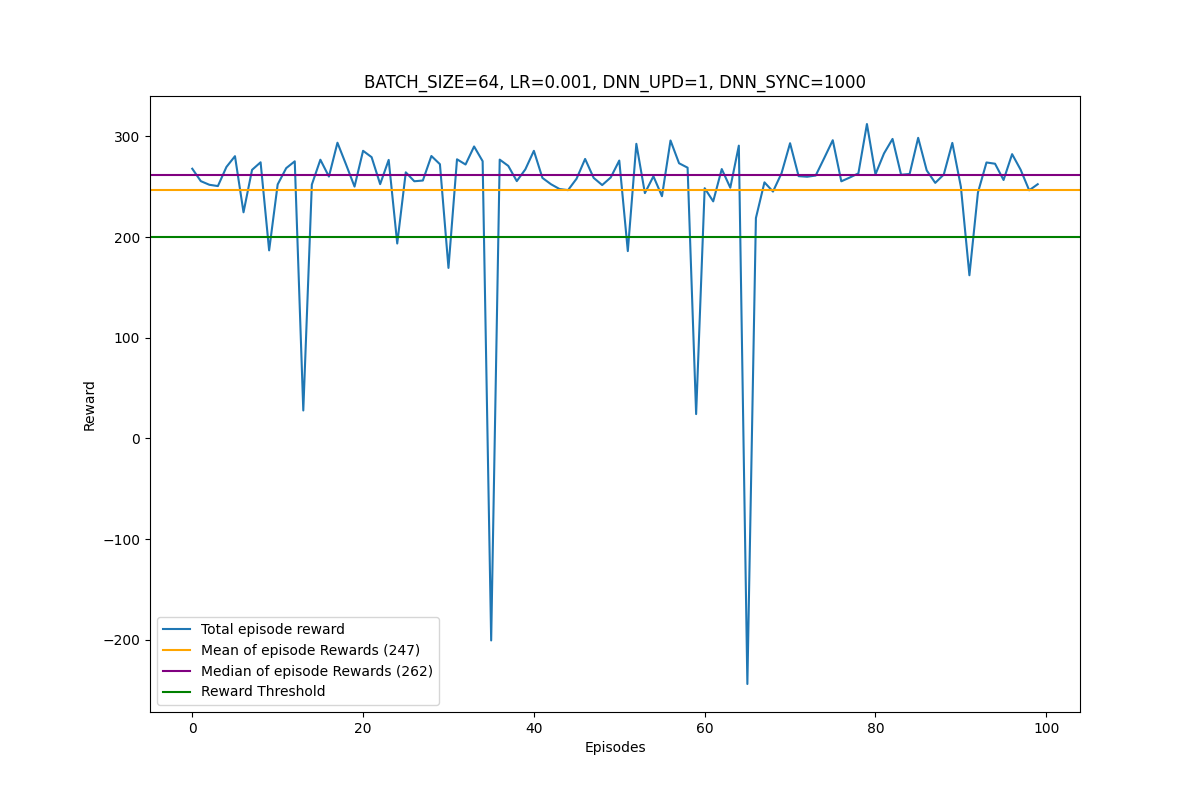 BATCH_SIZE=64, LR=0.001, DNN_UPD=1, DNN_SYNC=1000
300
200
100
0
−100
−200
Reward
Total episode reward
Mean of episode Rewards (247)
Median of episode Rewards (262)
Reward Threshold
0 20 40 60 80 100
Episodes